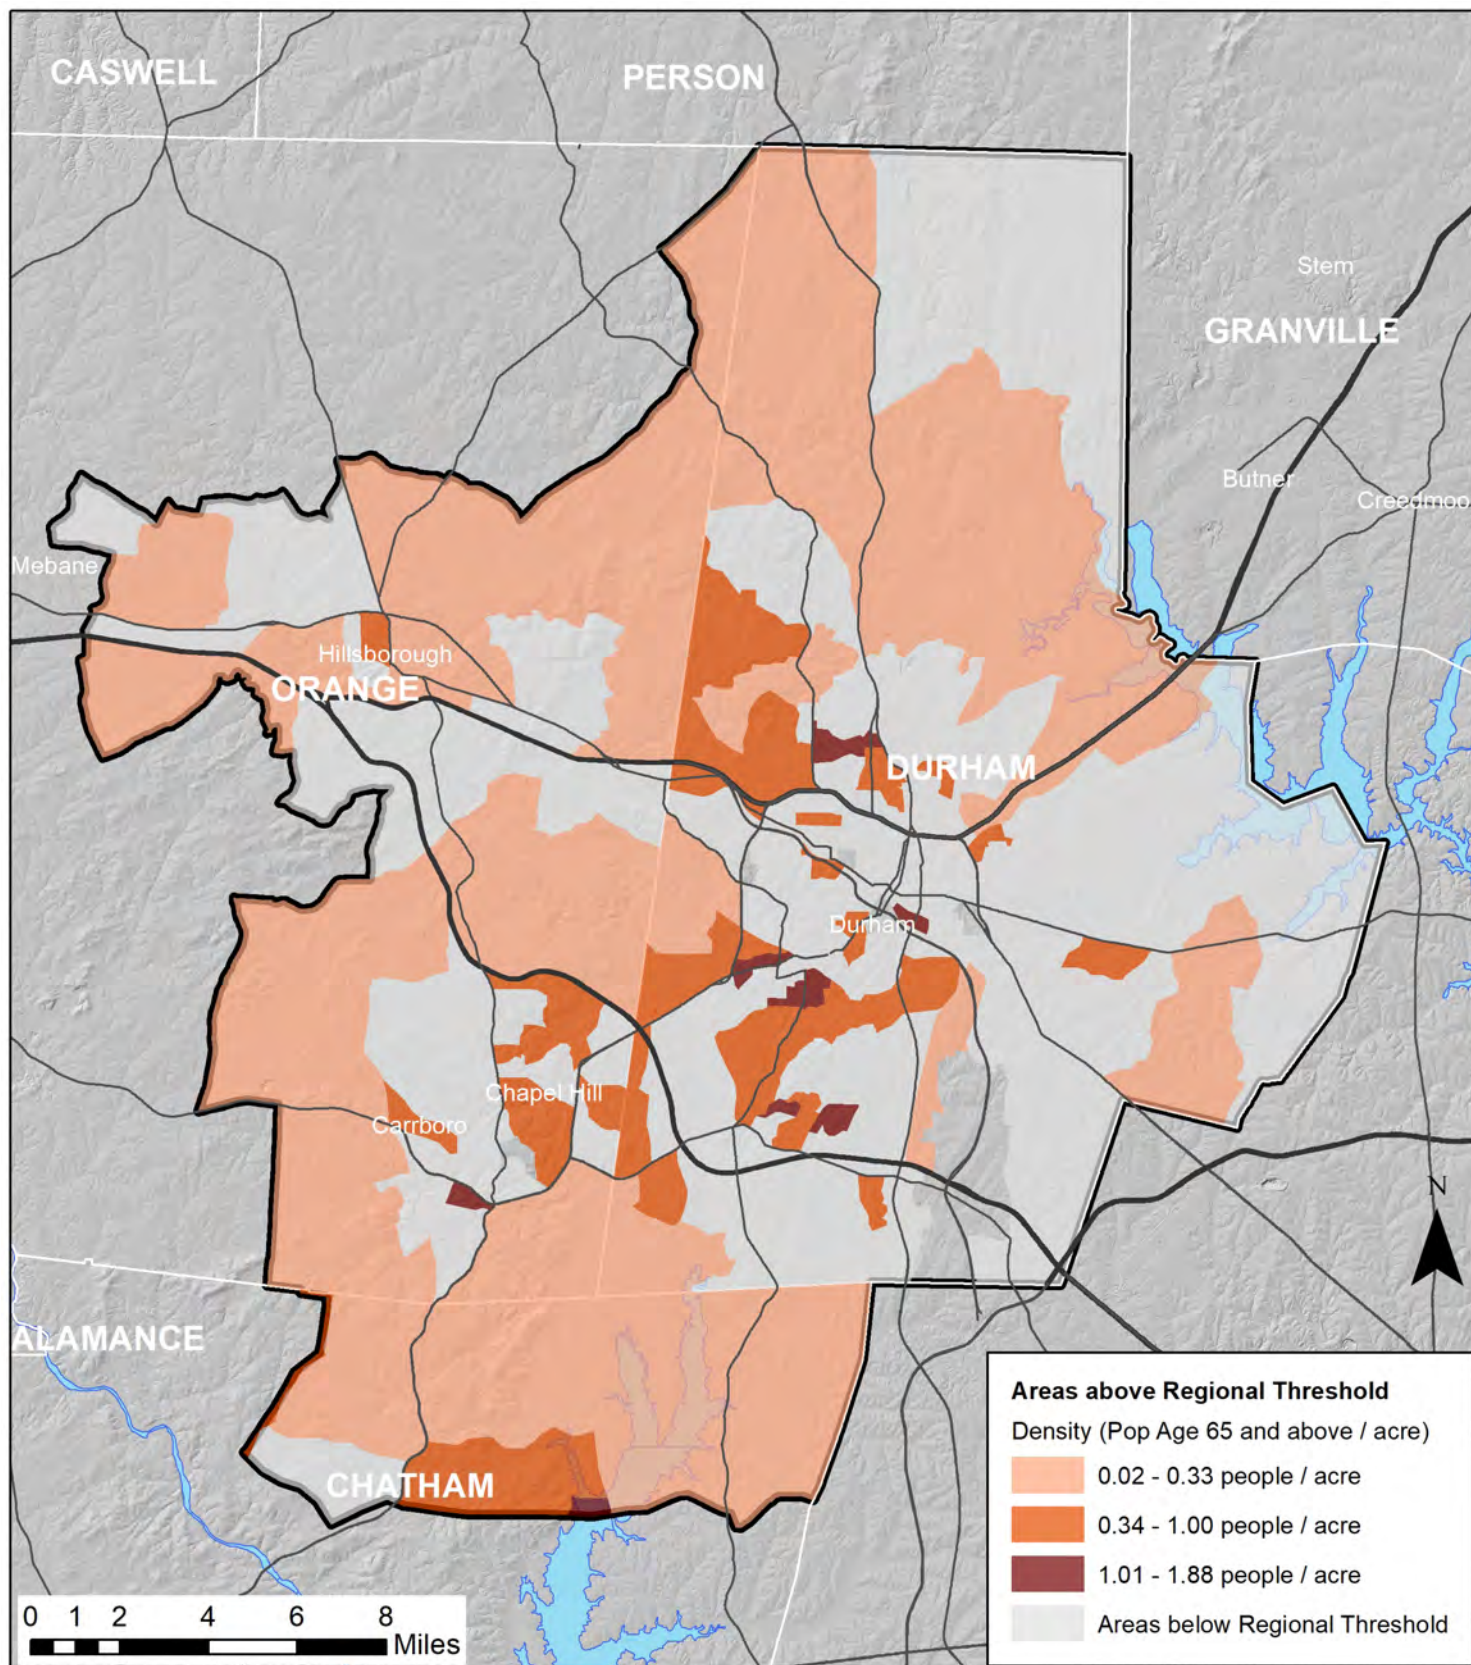 CASWELL
PERSON
Stem
GRANVILLE
Butner
Creedmoo
Mebane
Hillsborough
ORANGE
DURHAM
Durham
Chapel Hill
Carrboro
N
ALAMANCE
CHATHAM
Areas above Regional Threshold
Density (Pop Age 65 and above / acre)
0.02 - 0.33 people / acre
0.34 - 1.00 people / acre
1.01 - 1.88 people / acre
Areas below Regional Threshold
0 1 2 4 6 8
Miles